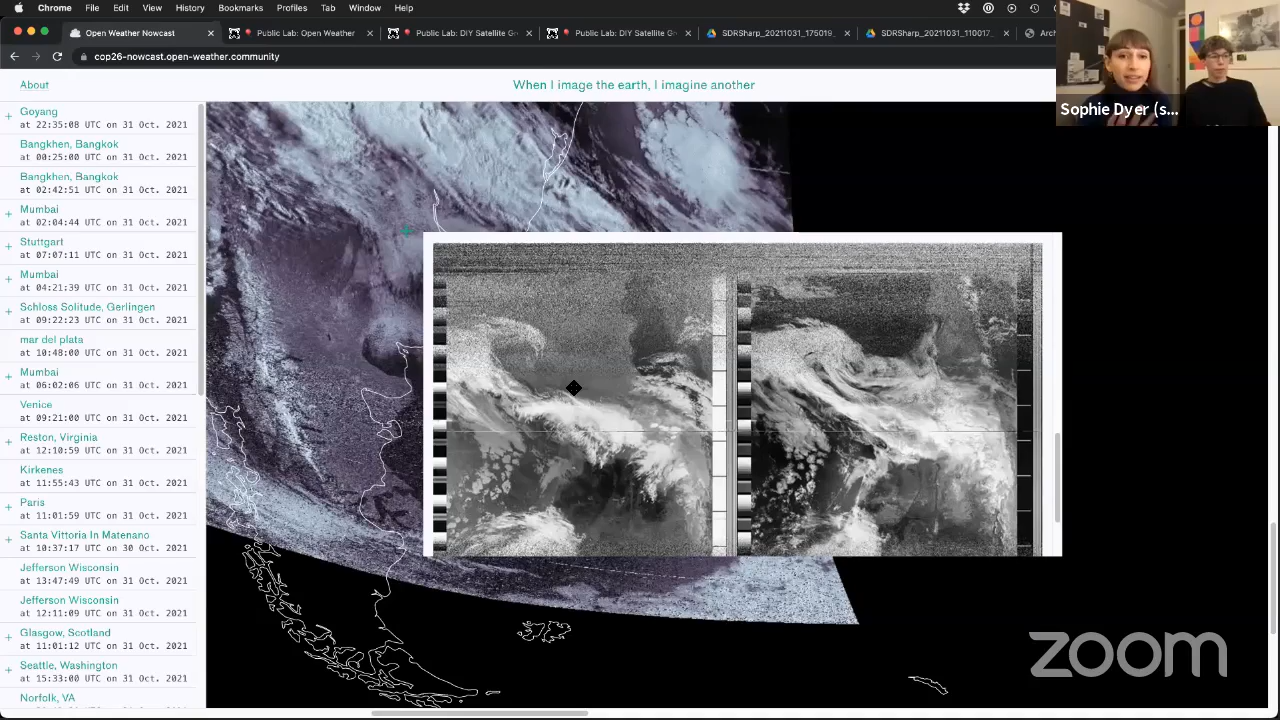 Chrome File Edit View History Bookmarks Profiles Tab Window Help
Open Weather Nowcast
Public Lab: Open Weather
Public Lab: DIY Satellite Gr
Public Lab: DIY Satellite Gr
SDRSharp_20211031_175019_
SDRSharp_20211031_110017_
Arch
cop26-nowcast.open-weather.community
About
When I image the earth, I imagine another
Sophie Dyer (s...
Goyang
at 22:35:08 UTC on 31 Oct. 2021
Bangkhen, Bangkok
at 00:25:00 UTC on 31 Oct. 2021
Bangkhen, Bangkok
at 02:42:51 UTC on 31 Oct. 2021
Mumbai
at 02:04:44 UTC on 31 Oct. 2021
Stuttgart
at 07:07:11 UTC on 31 Oct. 2021
Mumbai
at 04:21:39 UTC on 31 Oct. 2021
Schloss Solitude, Gerlingen
at 09:22:23 UTC on 31 Oct. 2021
mar del plata
at 10:48:00 UTC on 31 Oct. 2021
Mumbai
at 06:02:06 UTC on 31 Oct. 2021
Venice
at 09:21:00 UTC on 31 Oct. 2021
Reston, Virginia
at 12:10:59 UTC on 31 Oct. 2021
Kirkenes
at 11:55:43 UTC on 31 Oct. 2021
Paris
at 11:01:59 UTC on 31 Oct. 2021
Santa Vittoria In Matenano
at 10:37:17 UTC on 30 Oct. 2021
Jefferson Wisconsin
at 13:47:49 UTC on 31 Oct. 2021
Jefferson Wisconsin
at 12:11:09 UTC on 31 Oct. 2021
Glasgow, Scotland
at 11:01:12 UTC on 31 Oct. 2021
Seattle, Washington
at 15:33:00 UTC on 31 Oct. 2021
Norfolk, VA
zoom